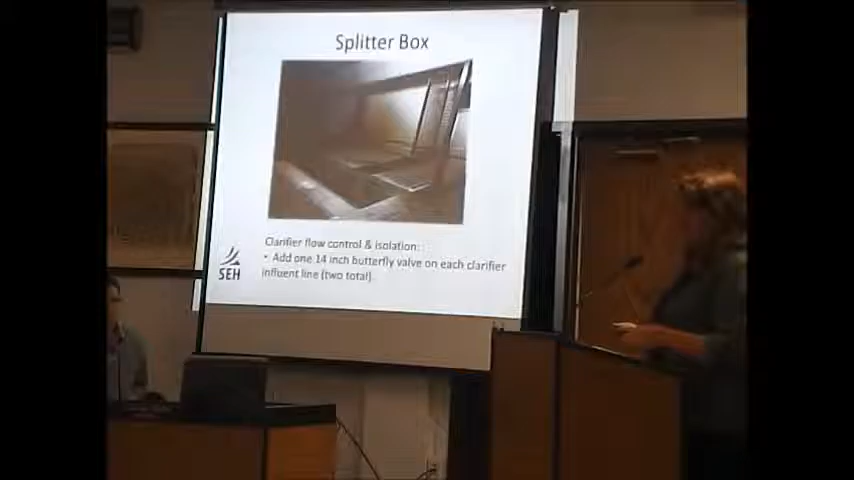 Splitter Box
Clarifier flow control & isolation:
• Add one 14 inch butterfly valve on each clarifier
influent line (two total).
SEH